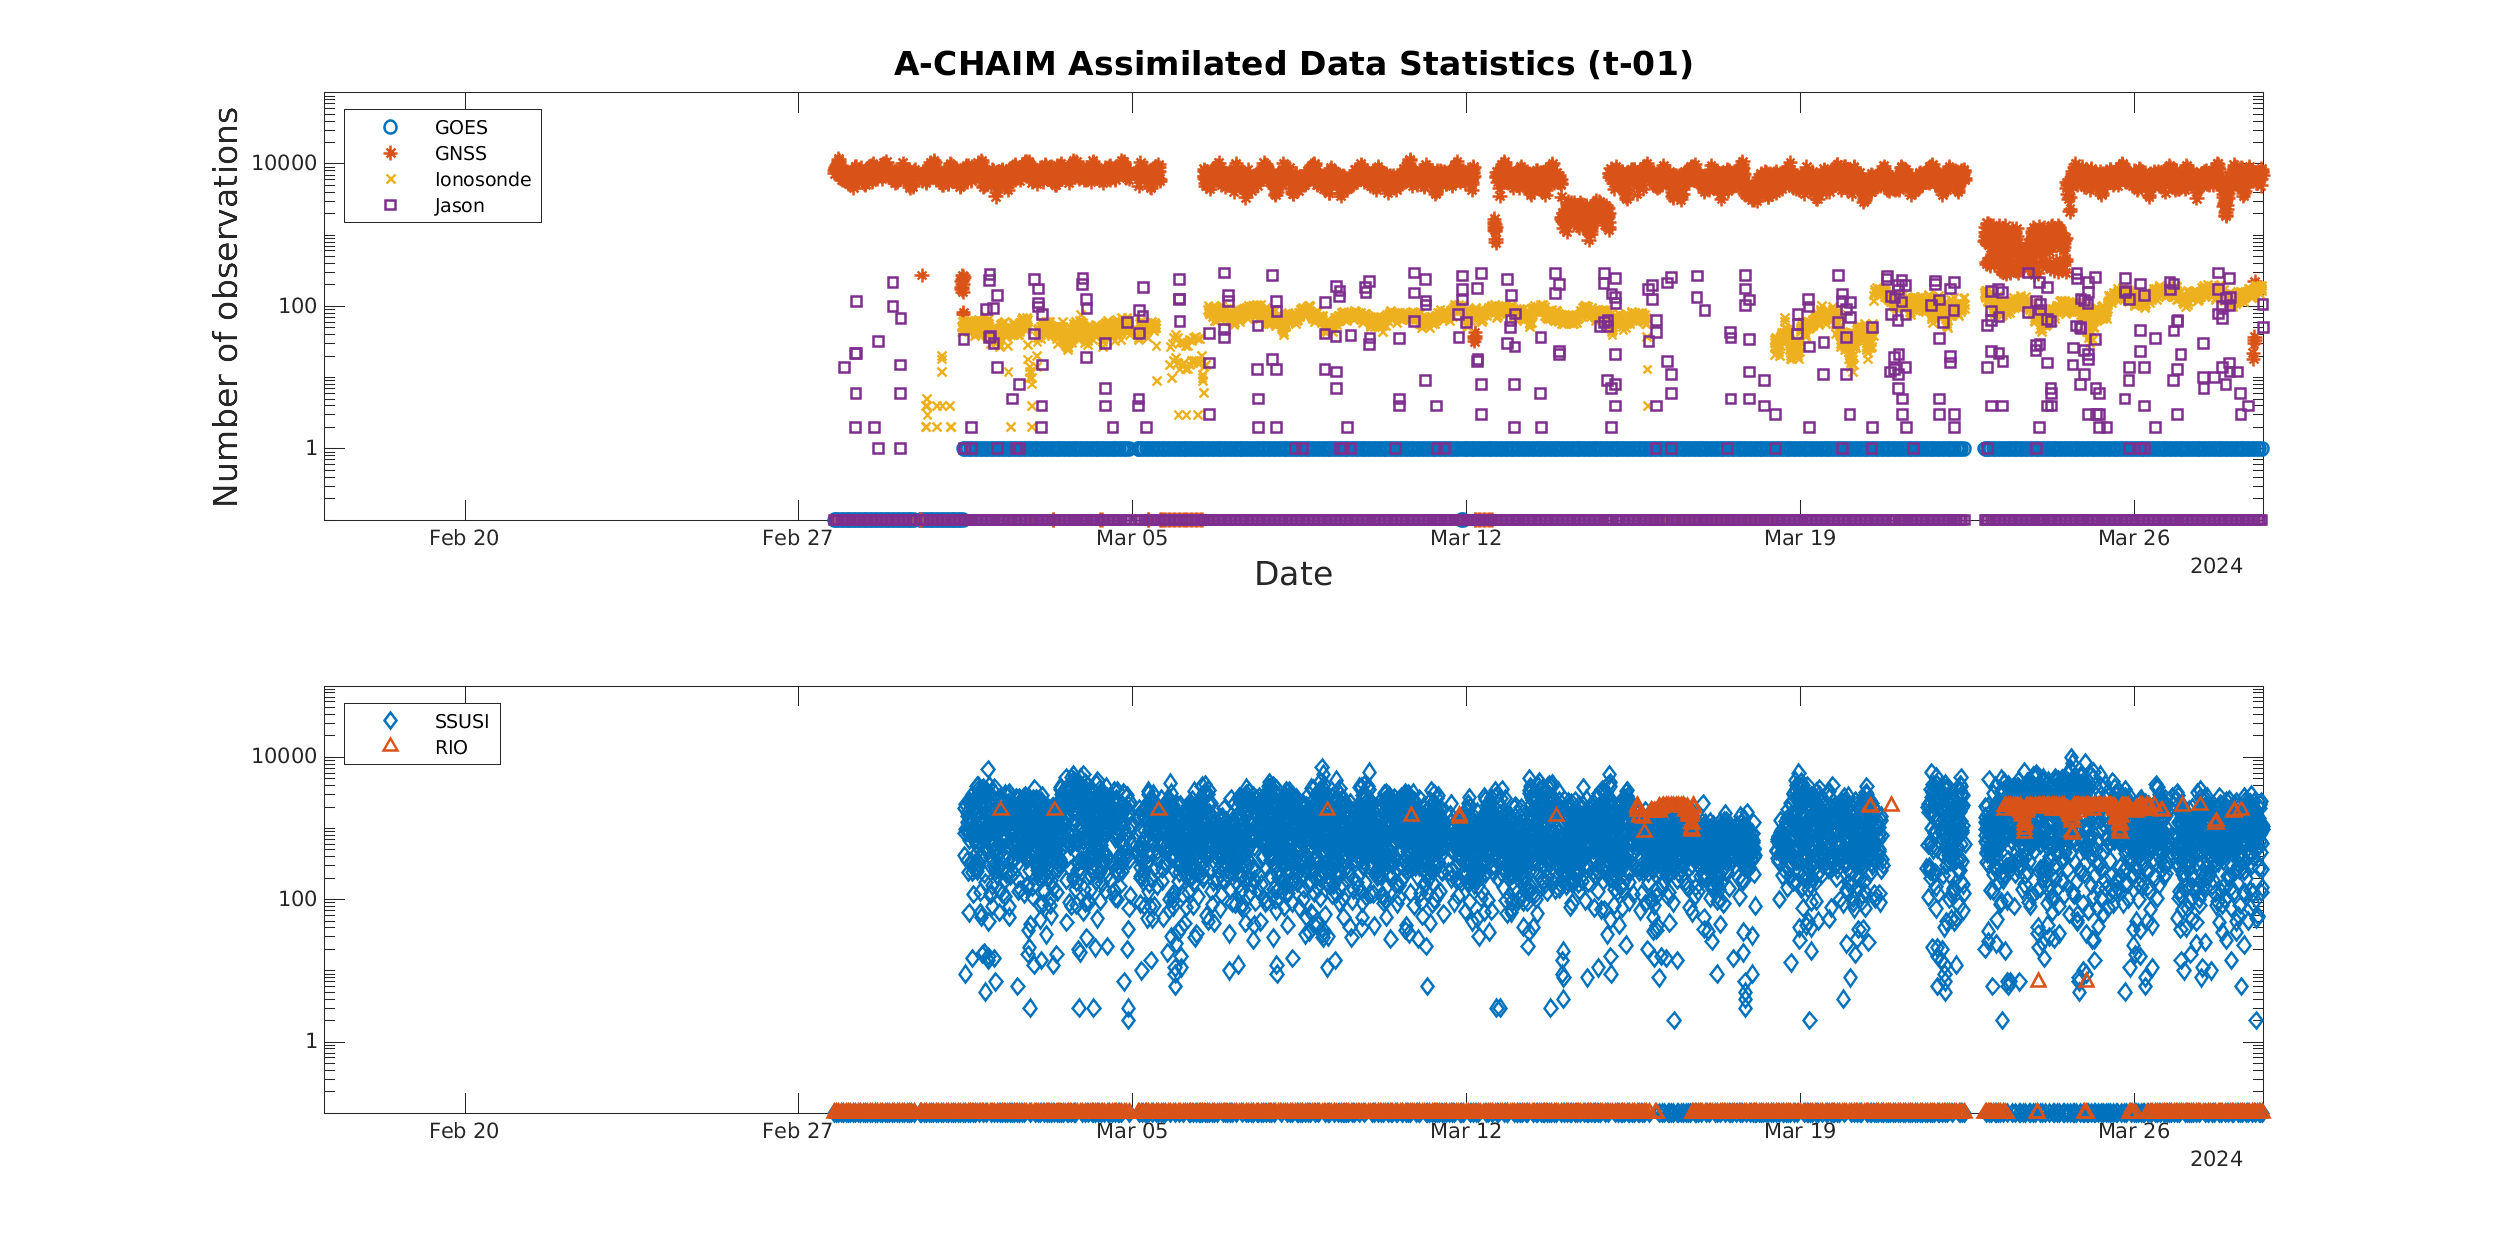 A-CHAIM Assimilated Data Statistics (t-01)
Number of observations
GOES
GNSS
Ionosonde
Jason
10000
100
1
Feb 20 Feb 27 Mar 05 Mar 12 Mar 19 Mar 26
2024
Date
SSUSI
RIO
10000
100
1
Feb 20 Feb 27 Mar 05 Mar 12 Mar 19 Mar 26
2024